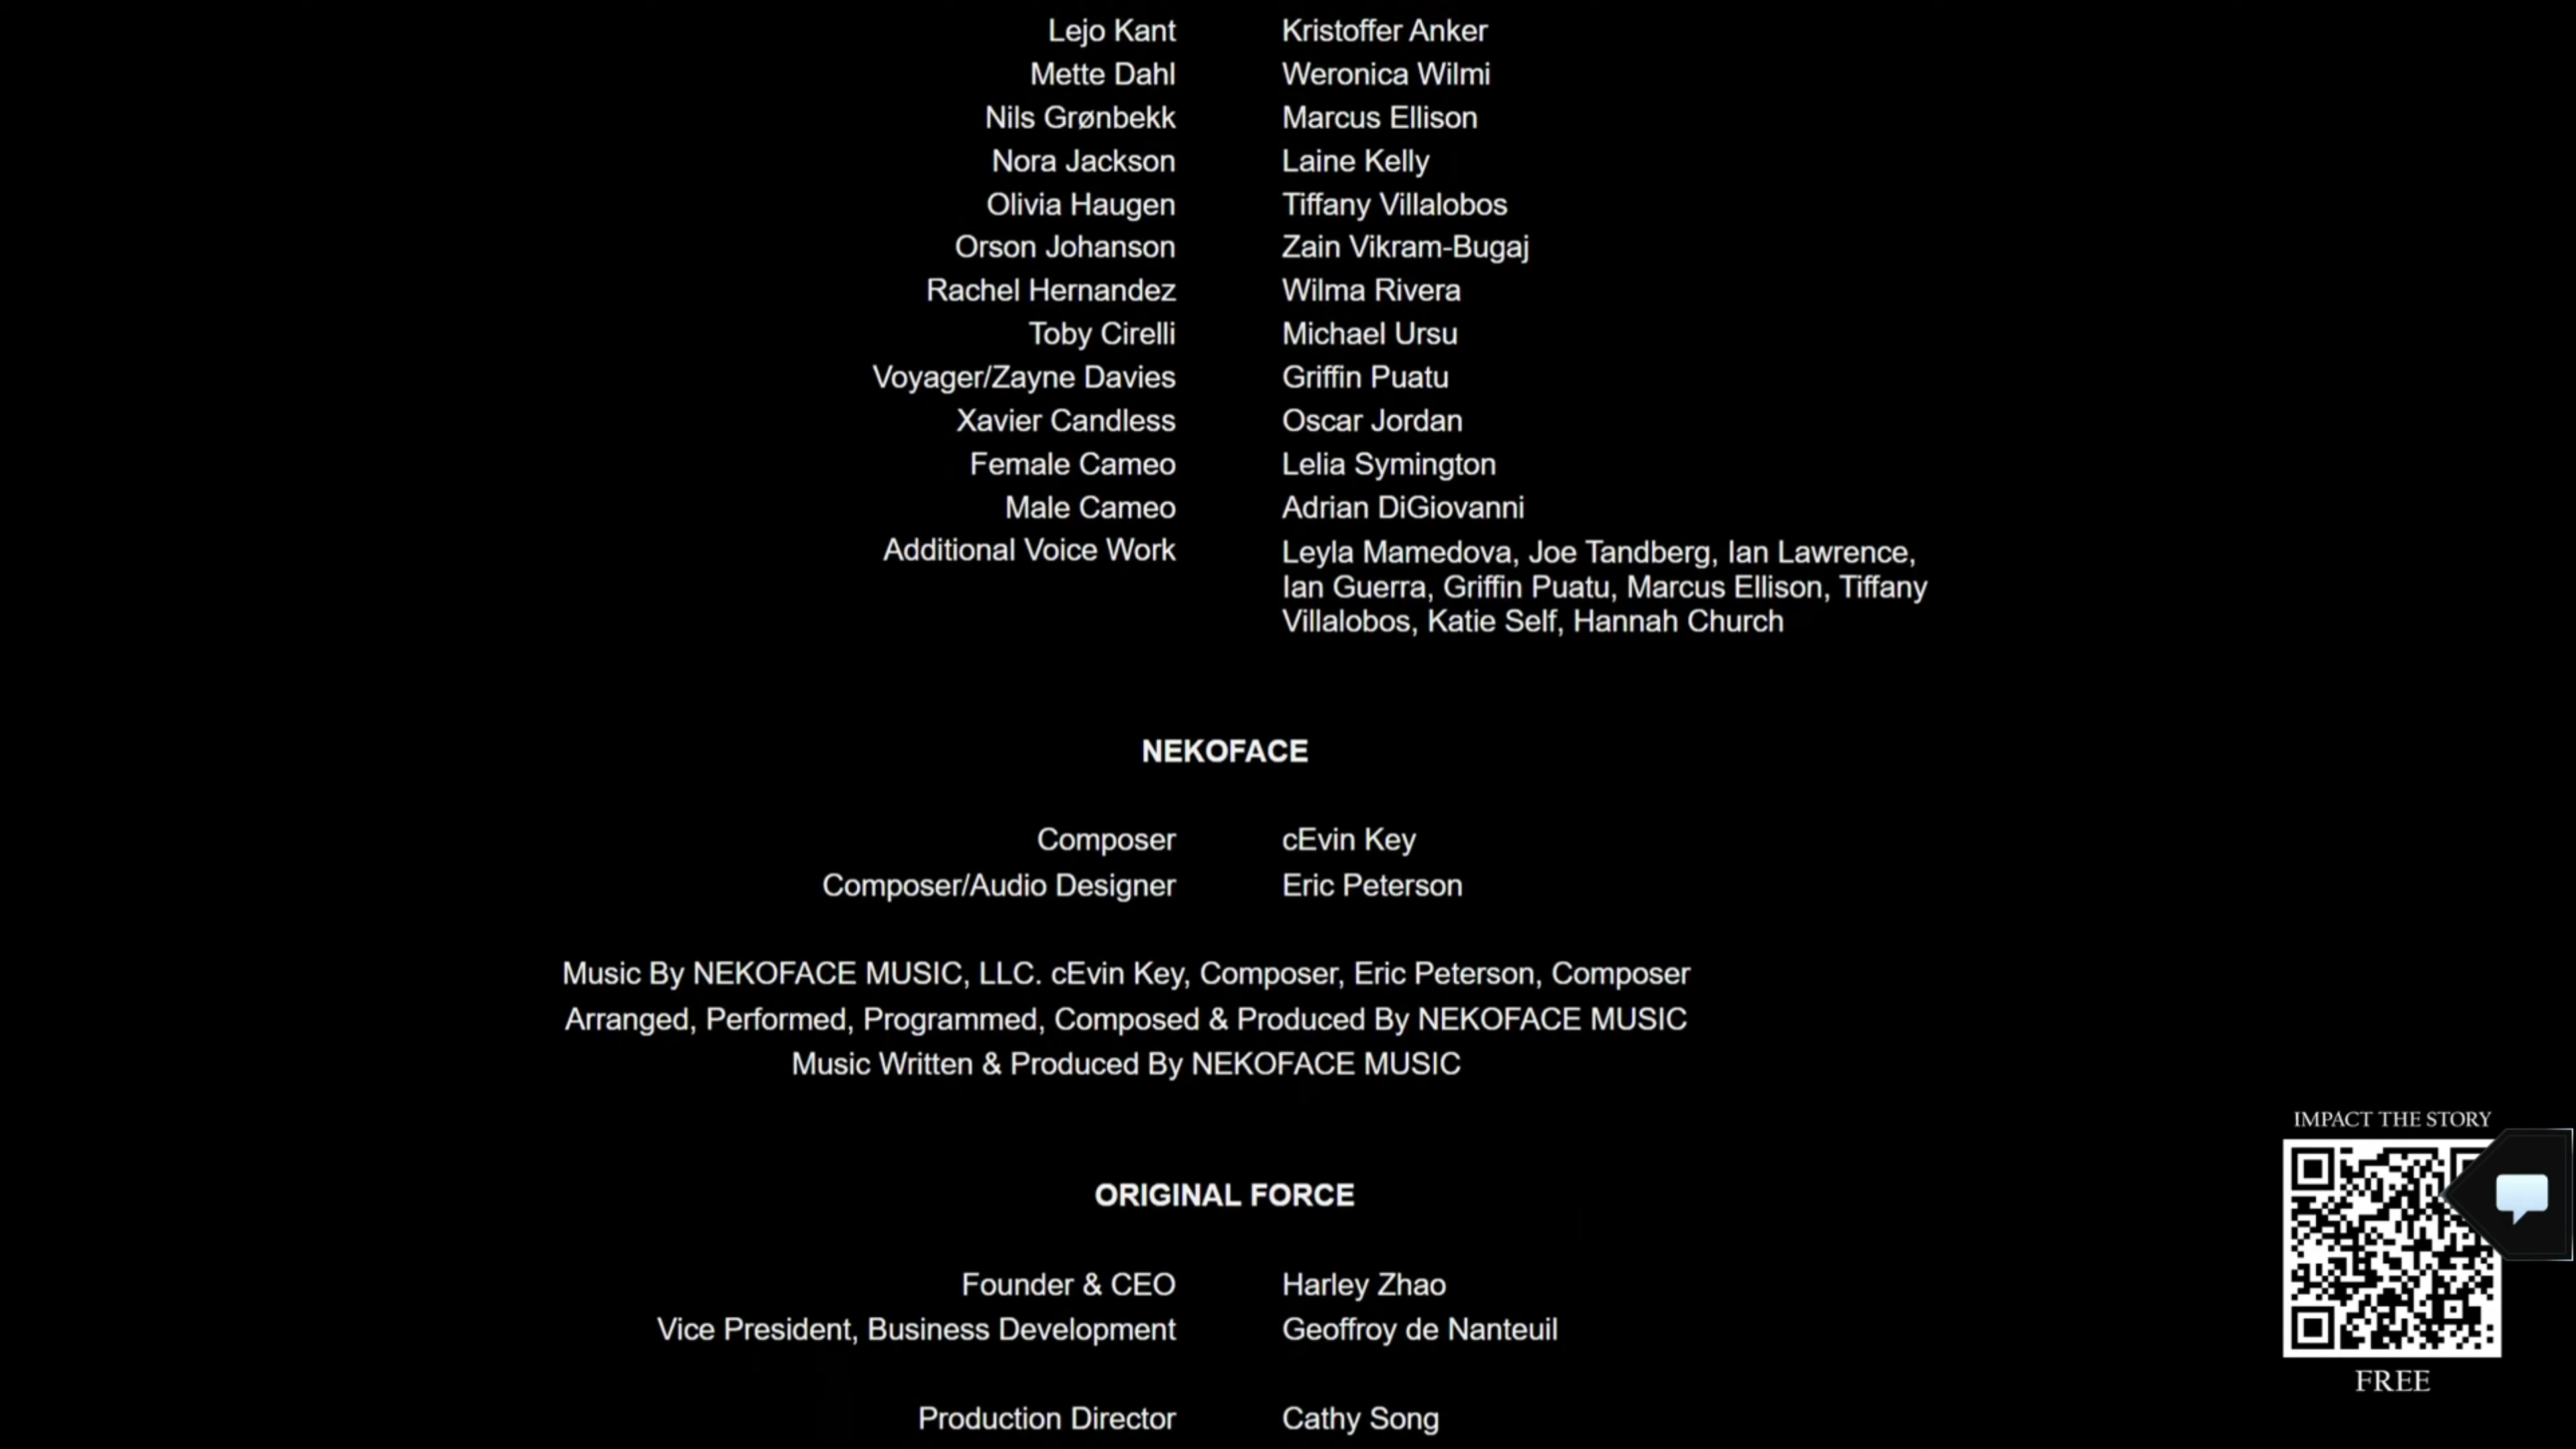 Lejo Kant Kristoffer Anker
Mette Dahl Weronica Wilmi
Nils Grønbekk Marcus Ellison
Nora Jackson Laine Kelly
Olivia Haugen Tiffany Villalobos
Orson Johanson Zain Vikram-Bugaj
Rachel Hernandez Wilma Rivera
Toby Cirelli Michael Ursu
Voyager/Zayne Davies Griffin Puatu
Xavier Candless Oscar Jordan
Female Cameo Lelia Symington
Male Cameo Adrian DiGiovanni
Additional Voice Work Leyla Mamedova, Joe Tandberg, Ian Lawrence,
Ian Guerra, Griffin Puatu, Marcus Ellison, Tiffany
Villalobos, Katie Self, Hannah Church
NEKOFACE
Composer cEvin Key
Composer/Audio Designer Eric Peterson
Music By NEKOFACE MUSIC, LLC. cEvin Key, Composer, Eric Peterson, Composer
Arranged, Performed, Programmed, Composed & Produced By NEKOFACE MUSIC
Music Written & Produced By NEKOFACE MUSIC
ORIGINAL FORCE
Founder & CEO Harley Zhao
Vice President, Business Development Geoffroy de Nanteuil
Production Director Cathy Song
IMPACT THE STORY
FREE